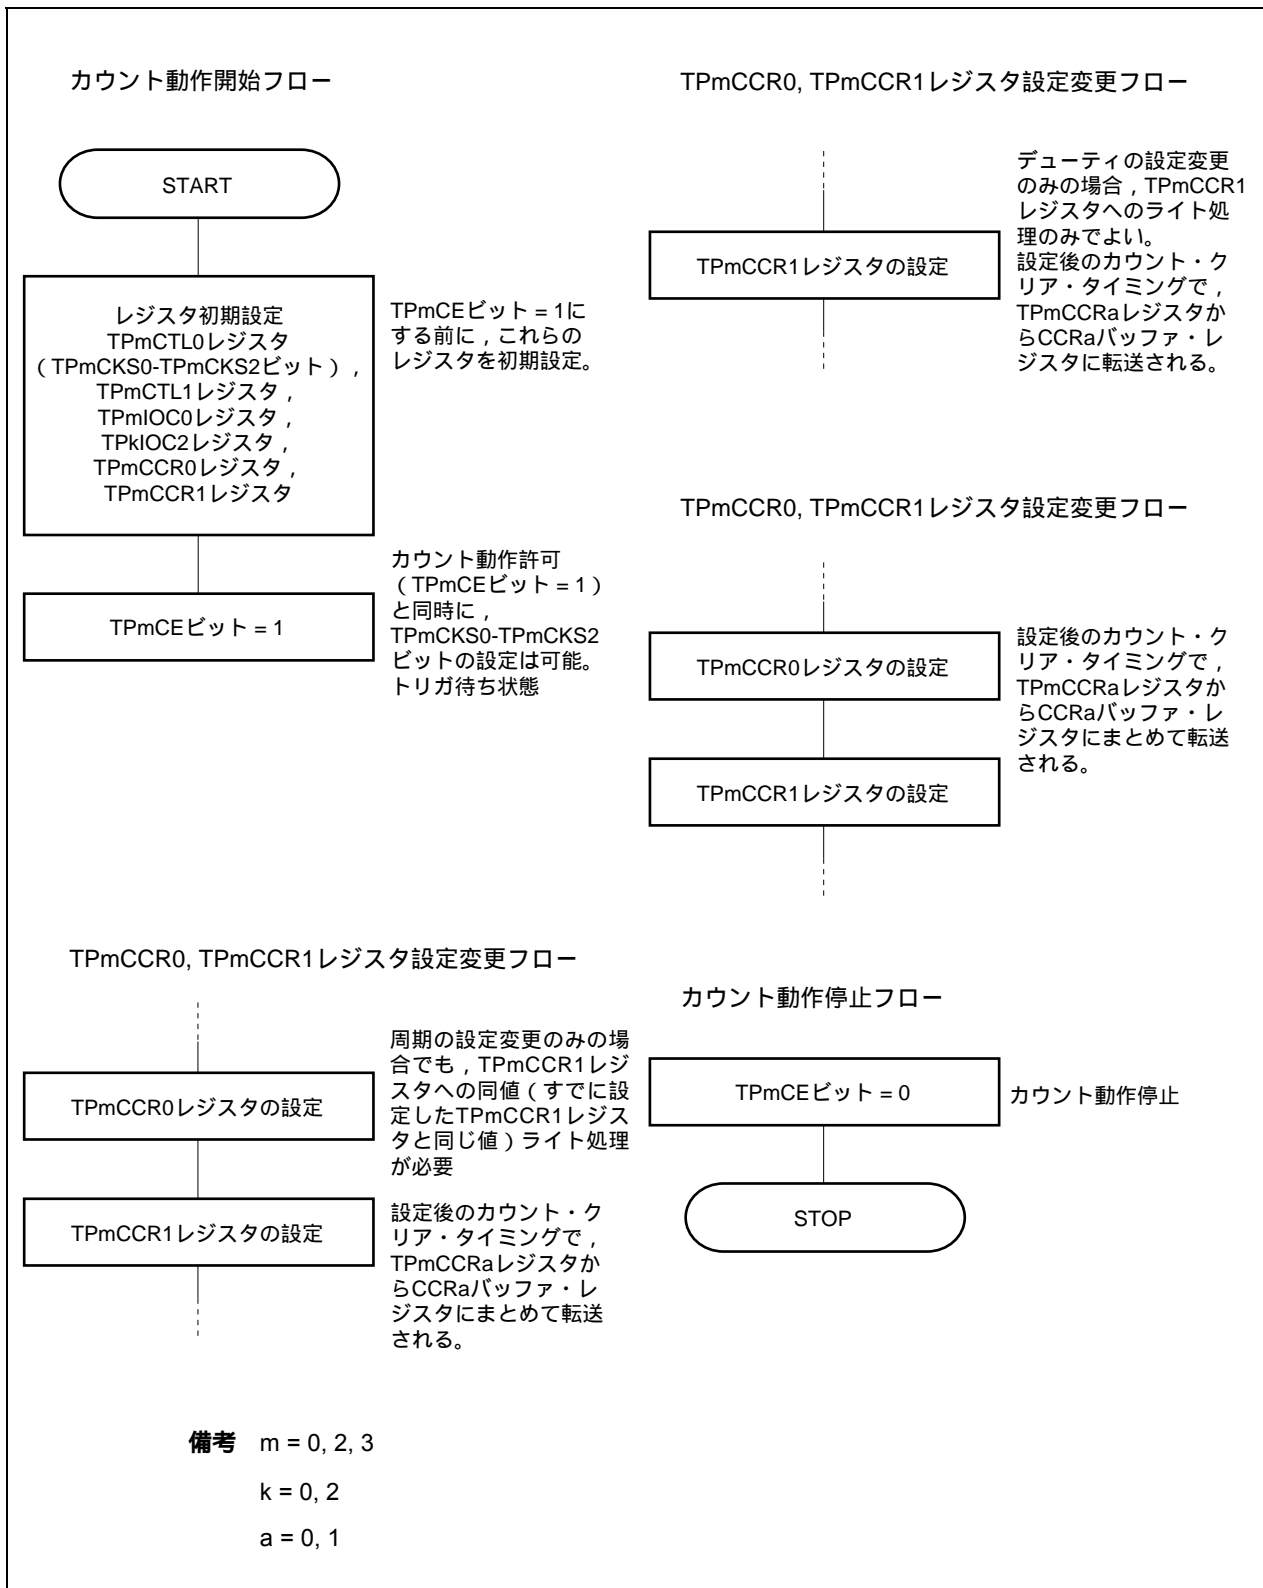 カウント動作開始フロー
START
レジスタ初期設定
TPmCTL0レジスタ
（TPmCKS0-TPmCKS2ビット），
TPmCTL1レジスタ，
TPmIOC0レジスタ，
TPkIOC2レジスタ，
TPmCCR0レジスタ，
TPmCCR1レジスタ
TPmCEビット = 1に
する前に，これらの
レジスタを初期設定。
TPmCEビット = 1
カウント動作許可
（TPmCEビット = 1）
と同時に，
TPmCKS0-TPmCKS2
ビットの設定は可能。
トリガ待ち状態
TPmCCR0, TPmCCR1レジスタ設定変更フロー
TPmCCR0レジスタの設定
周期の設定変更のみの場
合でも，TPmCCR1レジ
スタへの同値（すでに設
定したTPmCCR1レジス
タと同じ値）ライト処理
が必要
TPmCCR1レジスタの設定
設定後のカウント・ク
リア・タイミングで，
TPmCCRaレジスタか
らCCRaバッファ・レ
ジスタにまとめて転送
される。
TPmCCR0, TPmCCR1レジスタ設定変更フロー
TPmCCR1レジスタの設定
デューティの設定変更
のみの場合，TPmCCR1
レジスタへのライト処
理のみでよい。
設定後のカウント・ク
リア・タイミングで，
TPmCCRaレジスタか
らCCRaバッファ・レ
ジスタに転送される。
TPmCCR0, TPmCCR1レジスタ設定変更フロー
TPmCCR0レジスタの設定
TPmCCR1レジスタの設定
設定後のカウント・ク
リア・タイミングで，
TPmCCRaレジスタか
らCCRaバッファ・レ
ジスタにまとめて転送
される。
カウント動作停止フロー
TPmCEビット = 0
カウント動作停止
STOP
備考 m = 0, 2, 3
k = 0, 2
a = 0, 1